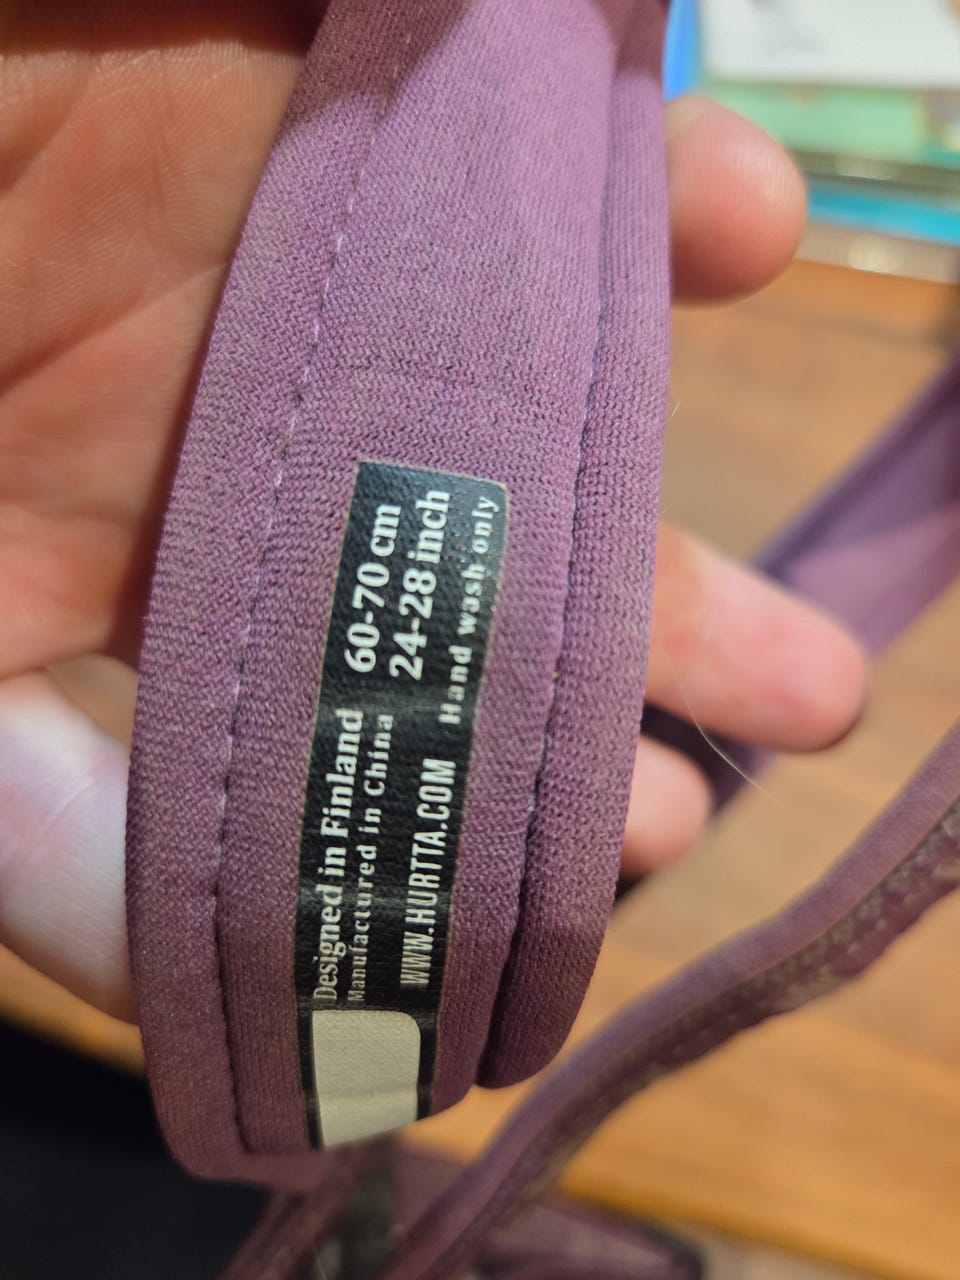 60-70 cm
24-28 inch
Hand wash only
Designed in Finland
Manufactured in China
WWW.HURTTA.COM